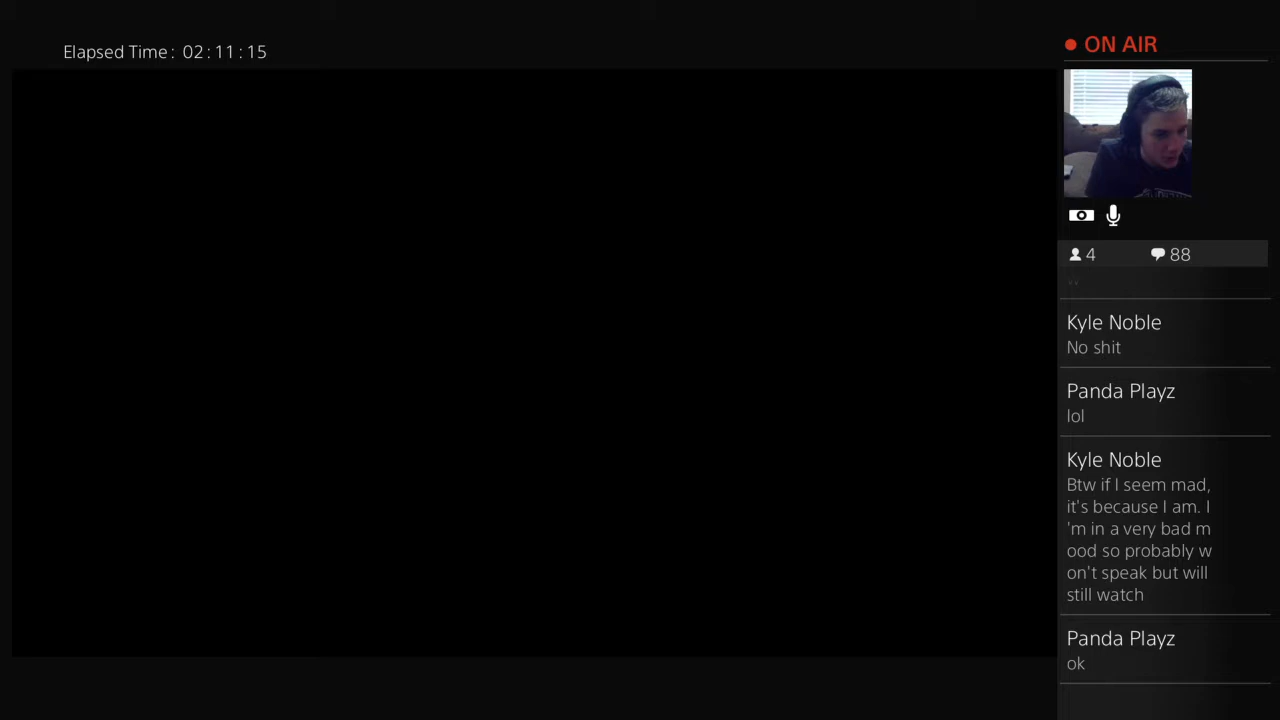 Elapsed Time: 02:11:15
ON AIR
4 88
Kyle Noble
No shit
Panda Playz
lol
Kyle Noble
Btw if I seem mad,
it's because I am. I
'm in a very bad m
ood so probably w
on't speak but will
still watch
Panda Playz
ok